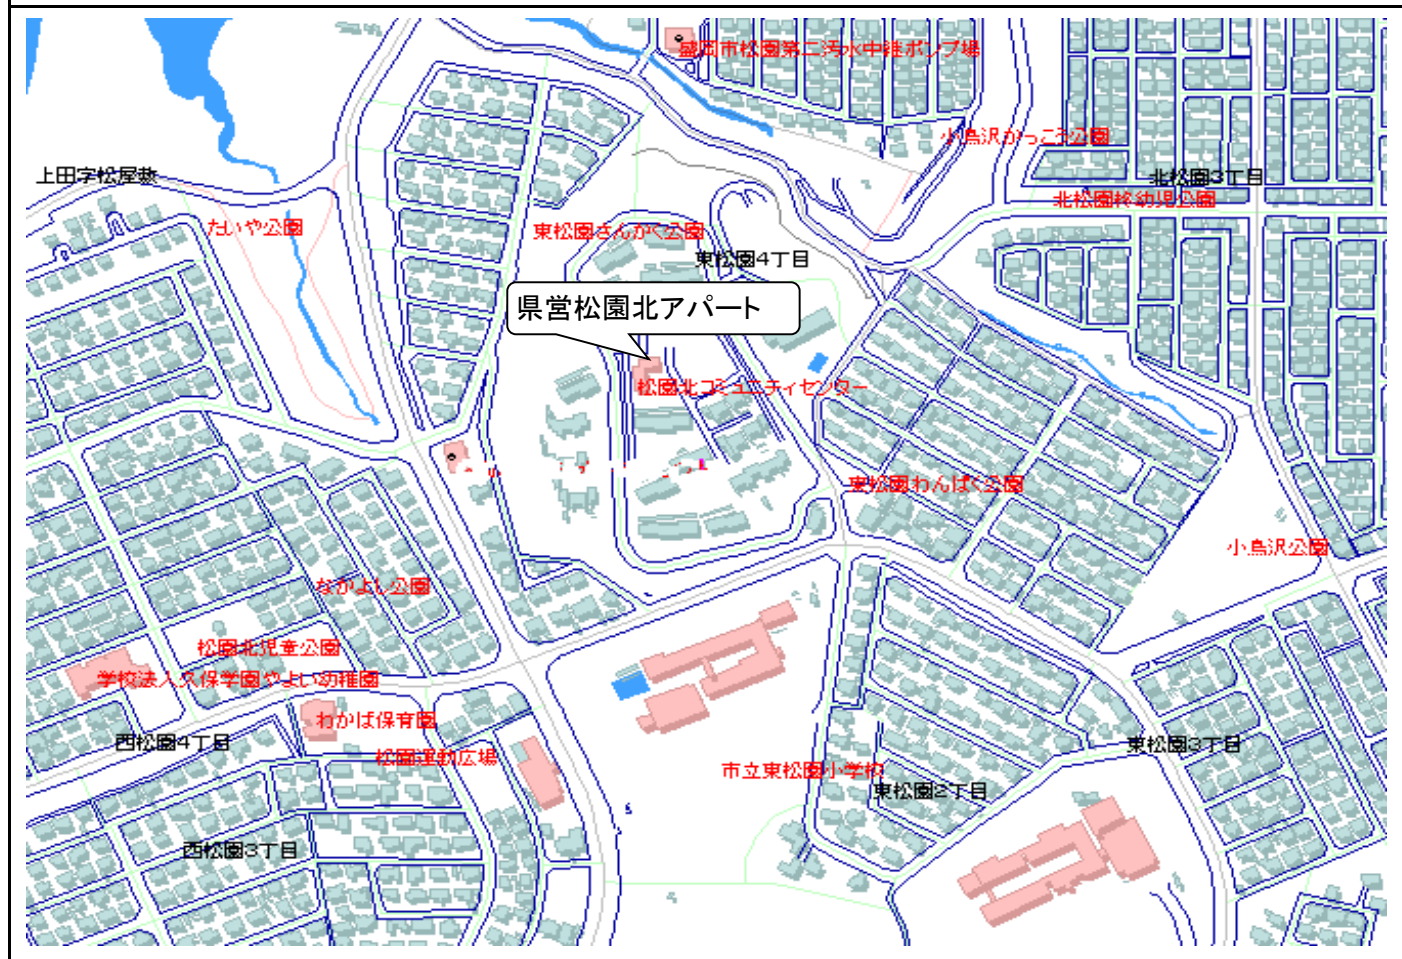 盛岡市松園第二汚水中継ポンプ場
小鳥沢かっこう公園
上田字松屋敷
北松園3丁目
北松園柊幼児公園
たいや公園
東松園さんかく公園
東松園4丁目
県営松園北アパート
松園北コミュニティセンター
東松園わんぱく公園
小鳥沢公園
なかよし公園
松園北児童公園
学校法人久保学園やよい幼稚園
わかば保育園
西松園4丁目
松園運動広場
東松園3丁目
市立東松園小学校
東松園2丁目
西松園3丁目